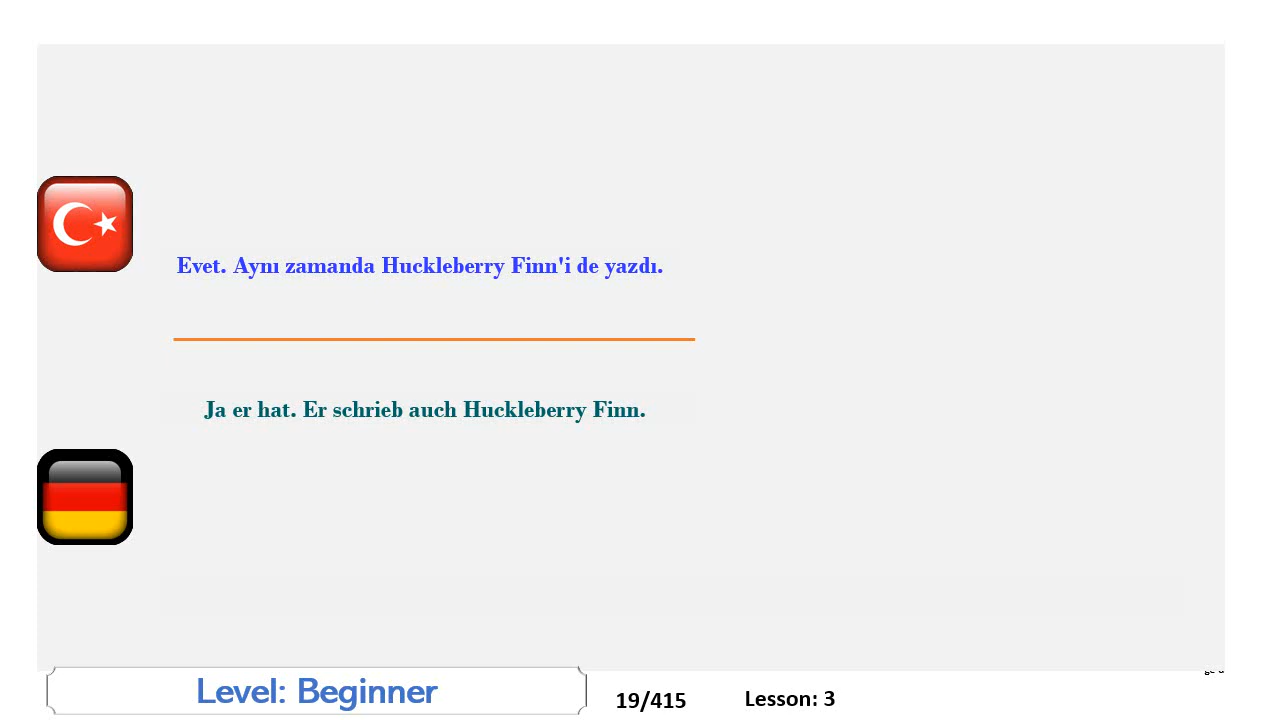 Evet. Aynı zamanda Huckleberry Finn'i de yazdı.
Ja er hat. Er schrieb auch Huckleberry Finn.
Level: Beginner
19/415
Lesson: 3